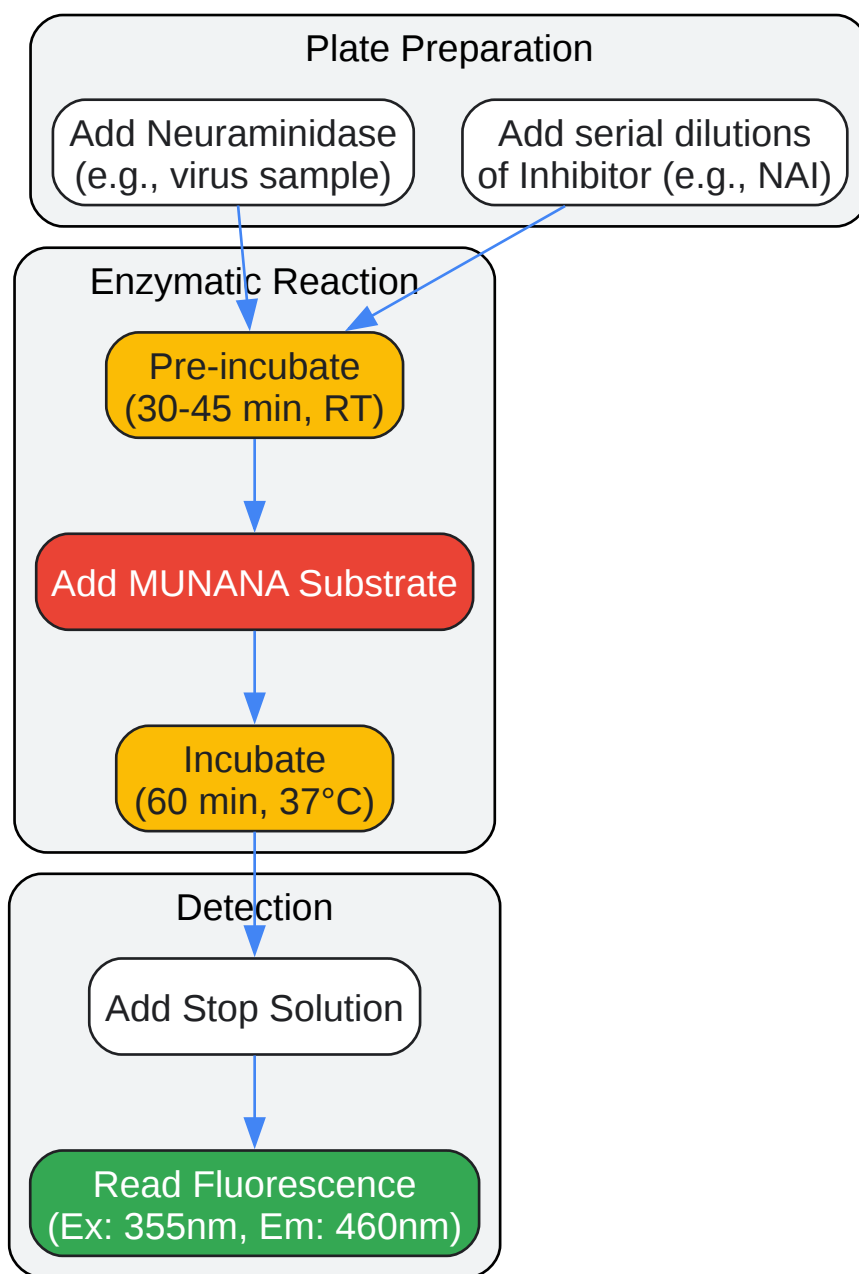 Plate Preparation
Add Neuraminidase
(e.g., virus sample)
Add serial dilutions
of Inhibitor (e.g., NAI)
Enzymatic Reaction
Pre-incubate
(30-45 min, RT)
Add MUNANA Substrate
Incubate
(60 min, 37°C)
Detection
Add Stop Solution
Read Fluorescence
(Ex: 355nm, Em: 460nm)